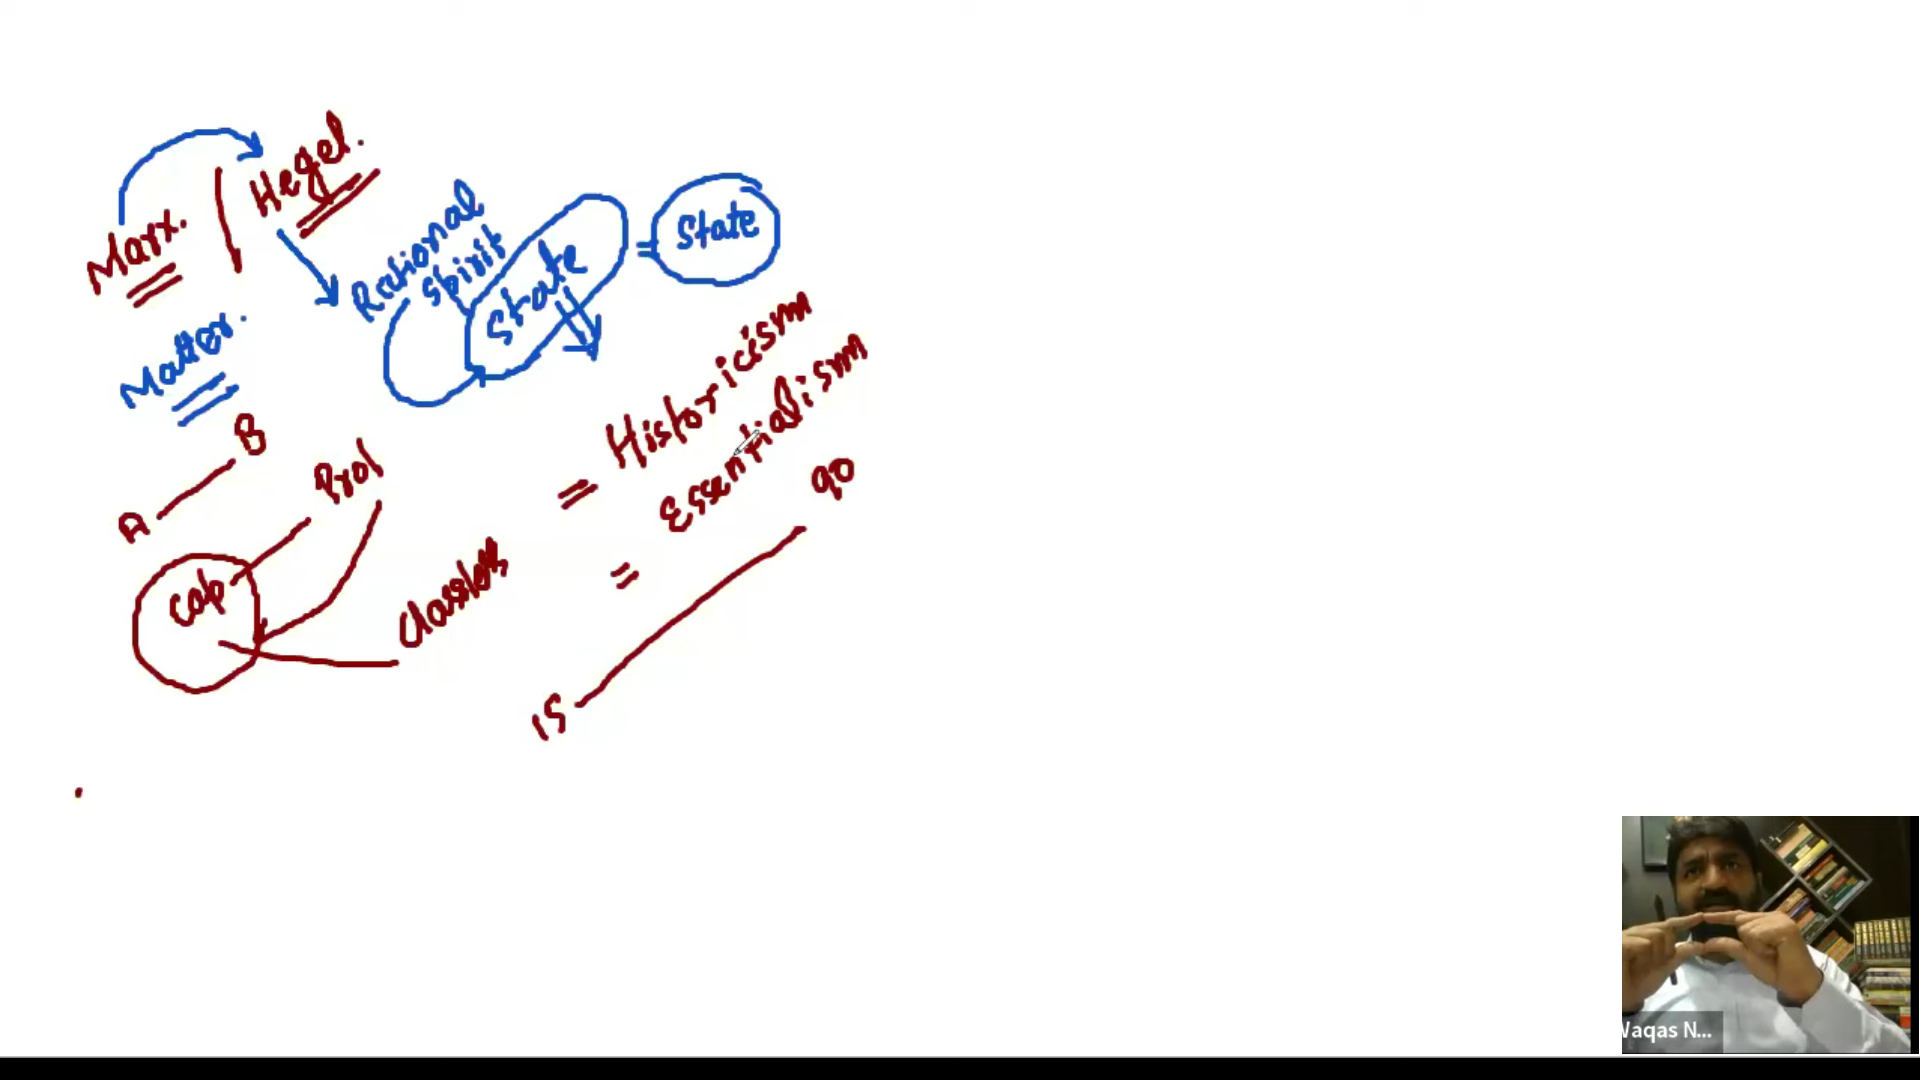 Hegel.
Marx.
Rational
spirit
State
= State
Matter.
= Historicism
Essentialism
B
A
Prol
Cap
Classless
=
90
15
Waqas N...